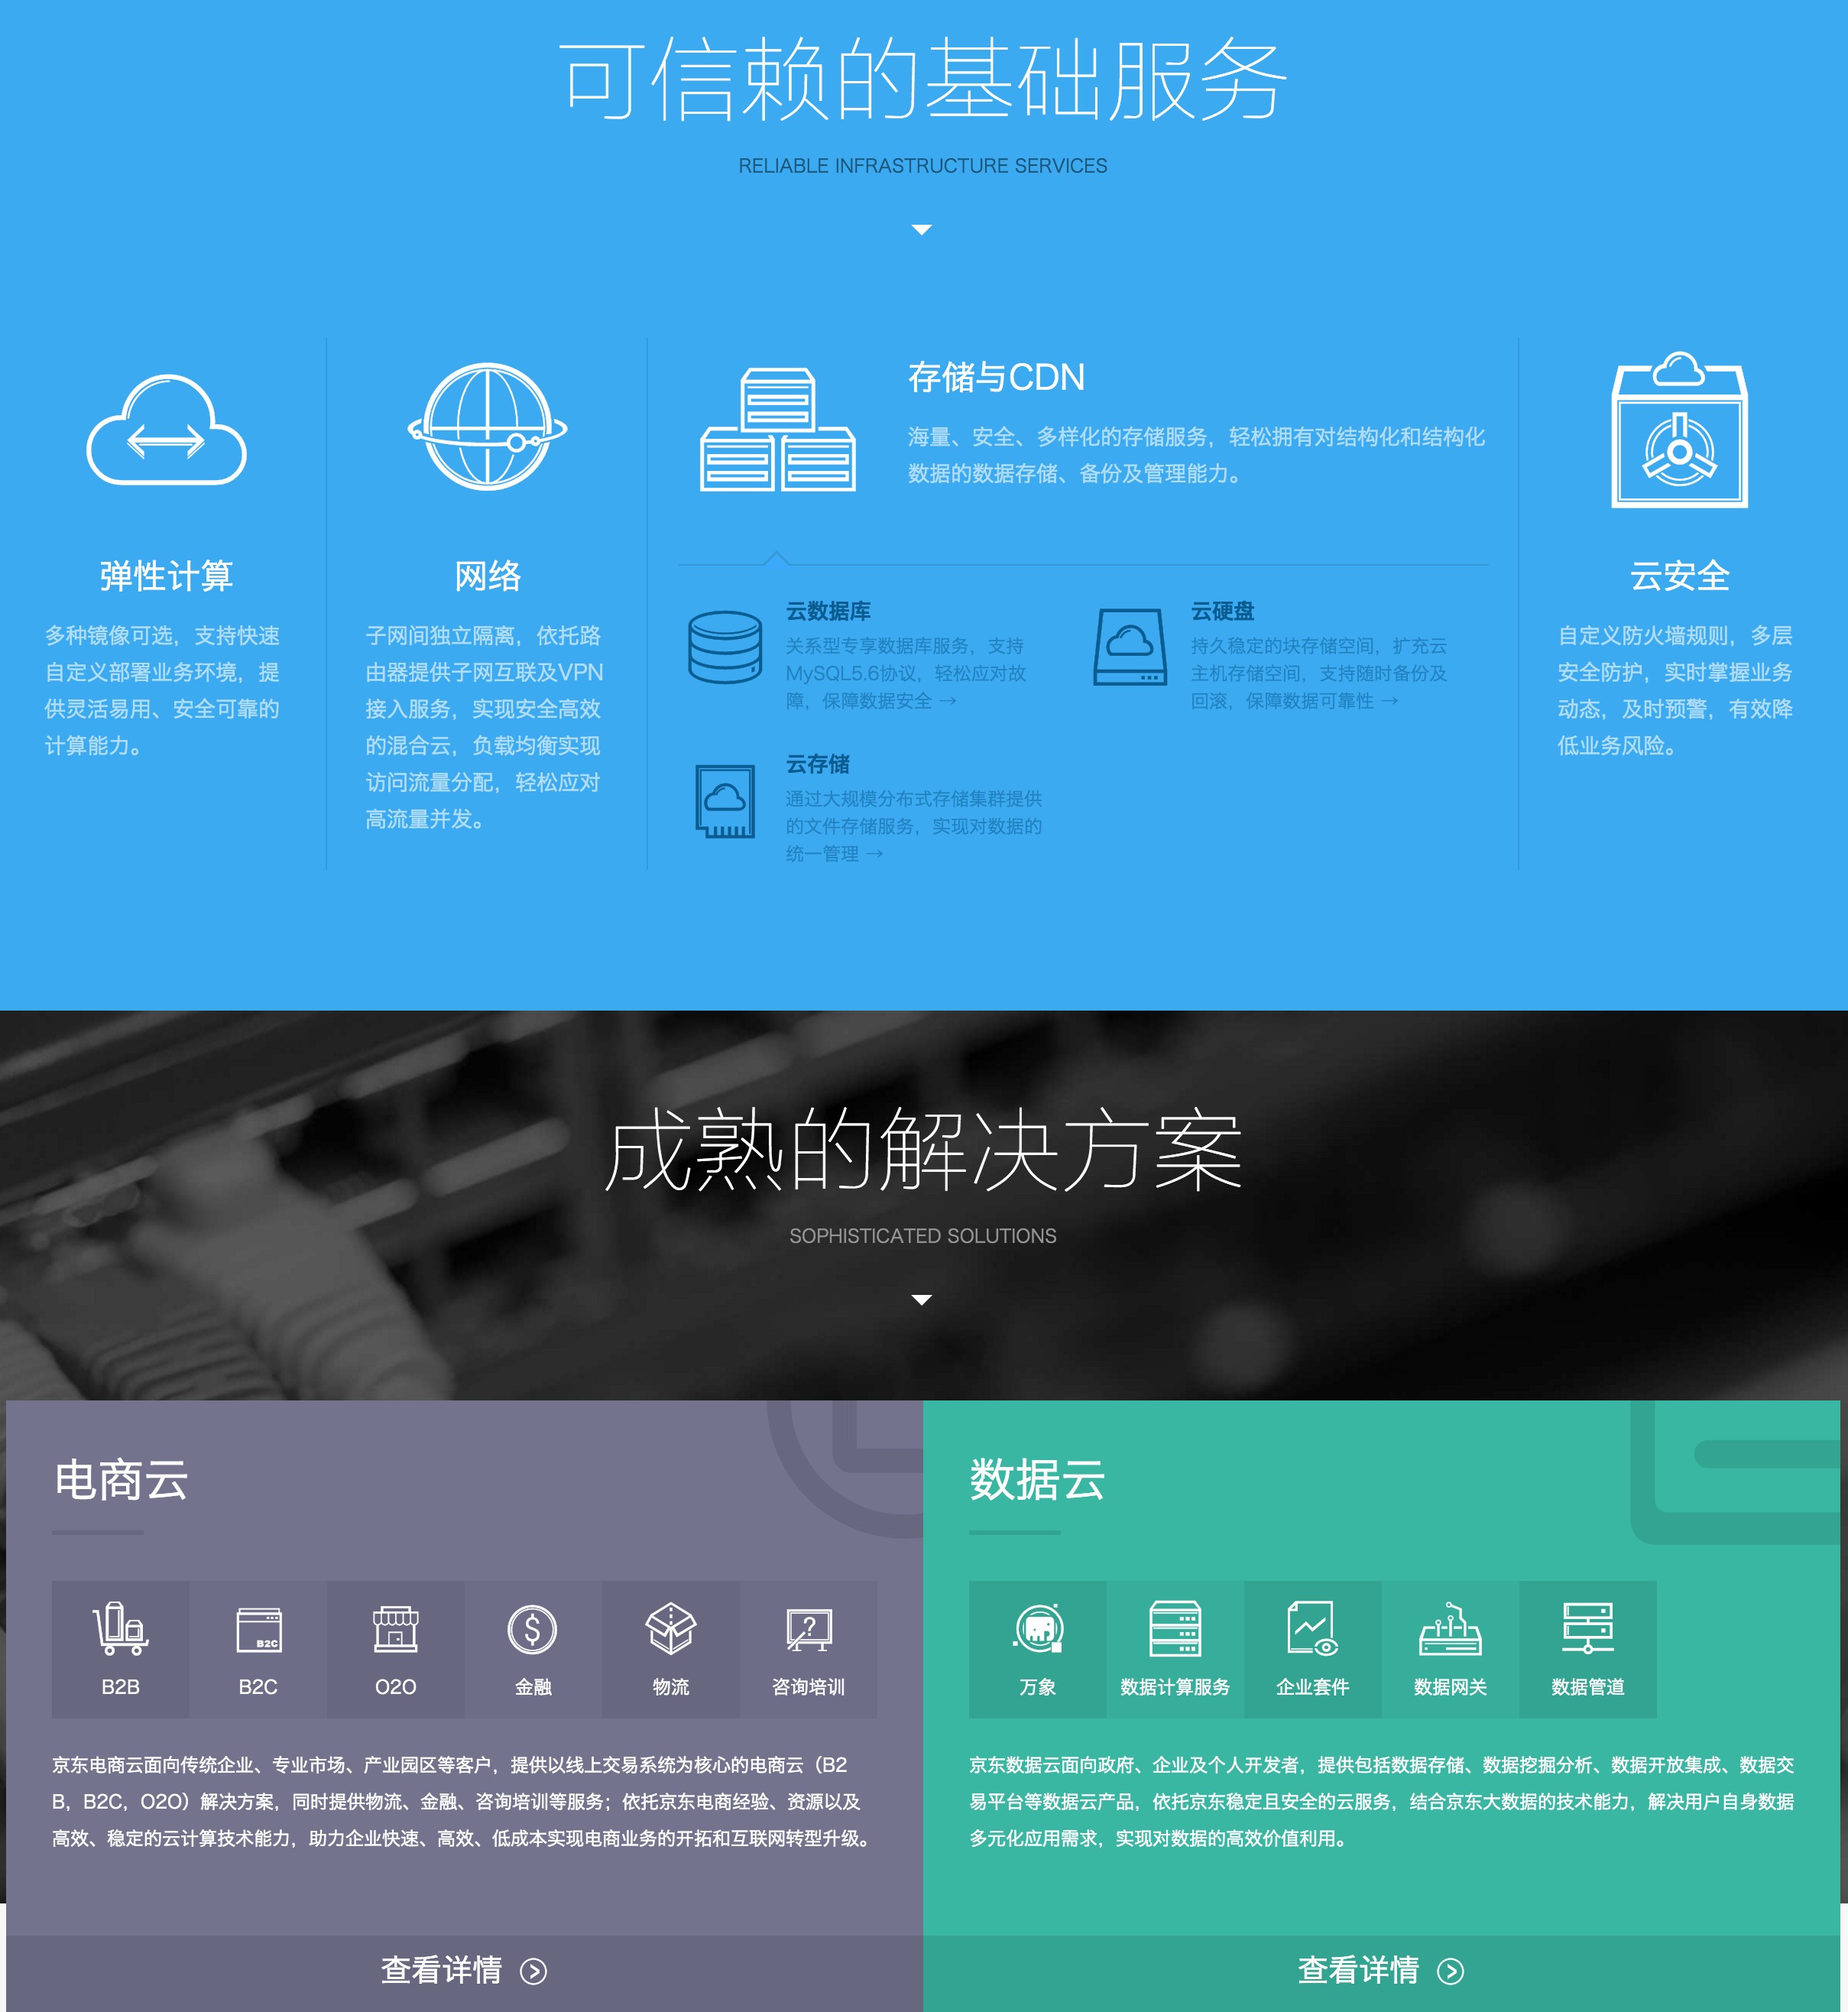 可信赖的基础服务
RELIABLE INFRASTRUCTURE SERVICES
弹性计算
多种镜像可选，支持快速
自定义部署业务环境，提
供灵活易用、安全可靠的
计算能力。
网络
子网间独立隔离，依托路
由器提供子网互联及VPN
接入服务，实现安全高效
的混合云，负载均衡实现
访问流量分配，轻松应对
高流量并发。
存储与CDN
海量、安全、多样化的存储服务，轻松拥有对结构化和结构化
数据的数据存储、备份及管理能力。
云数据库
关系型专享数据库服务，支持
MySQL5.6协议，轻松应对故
障，保障数据安全 →
云硬盘
持久稳定的块存储空间，扩充云
主机存储空间，支持随时备份及
回滚，保障数据可靠性 →
云存储
通过大规模分布式存储集群提供
的文件存储服务，实现对数据的
统一管理 →
云安全
自定义防火墙规则，多层
安全防护，实时掌握业务
动态，及时预警，有效降
低业务风险。
成熟的解决方案
SOPHISTICATED SOLUTIONS
电商云
B2C
B2B
B2C
O2O
金融
物流
咨询培训
京东电商云面向传统企业、专业市场、产业园区等客户，提供以线上交易系统为核心的电商云（B2
B，B2C，O2O）解决方案，同时提供物流、金融、咨询培训等服务；依托京东电商经验、资源以及
高效、稳定的云计算技术能力，助力企业快速、高效、低成本实现电商业务的开拓和互联网转型升级。
查看详情
数据云
万象
数据计算服务
企业套件
数据网关
数据管道
京东数据云面向政府、企业及个人开发者，提供包括数据存储、数据挖掘分析、数据开放集成、数据交
易平台等数据云产品，依托京东稳定且安全的云服务，结合京东大数据的技术能力，解决用户自身数据
多元化应用需求，实现对数据的高效价值利用。
查看详情